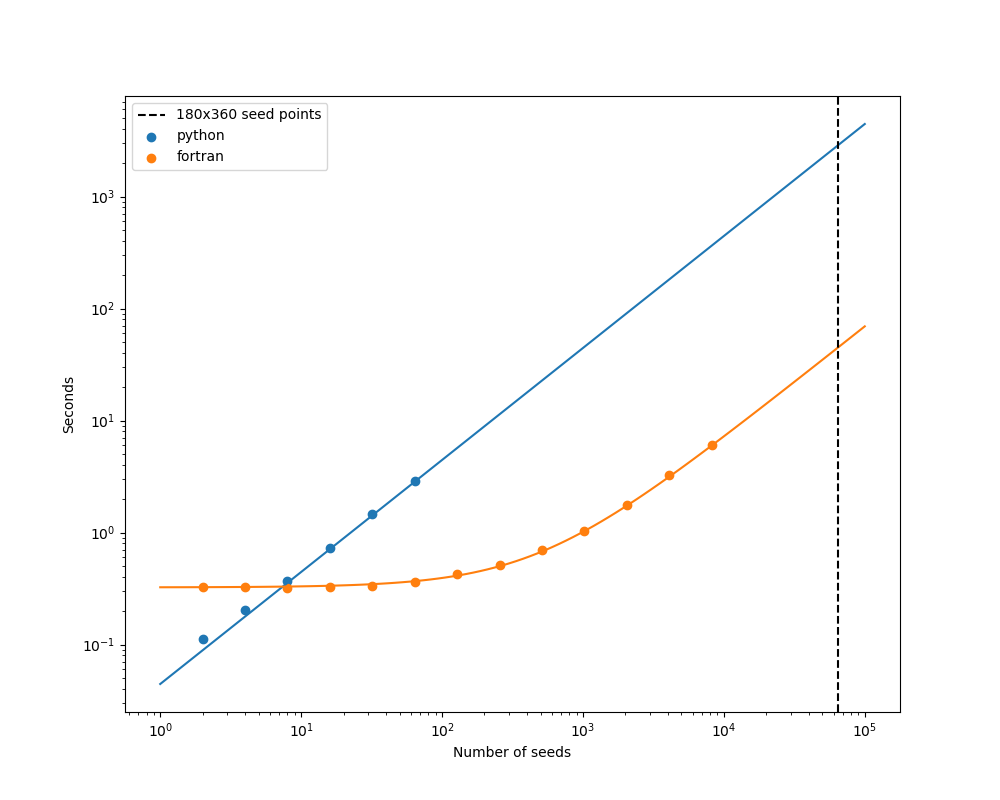 180x360 seed points
python
fortran
10³
10²
10¹
10⁰
10⁻¹
Seconds
10⁰ 10¹ 10² 10³ 10⁴ 10⁵
Number of seeds